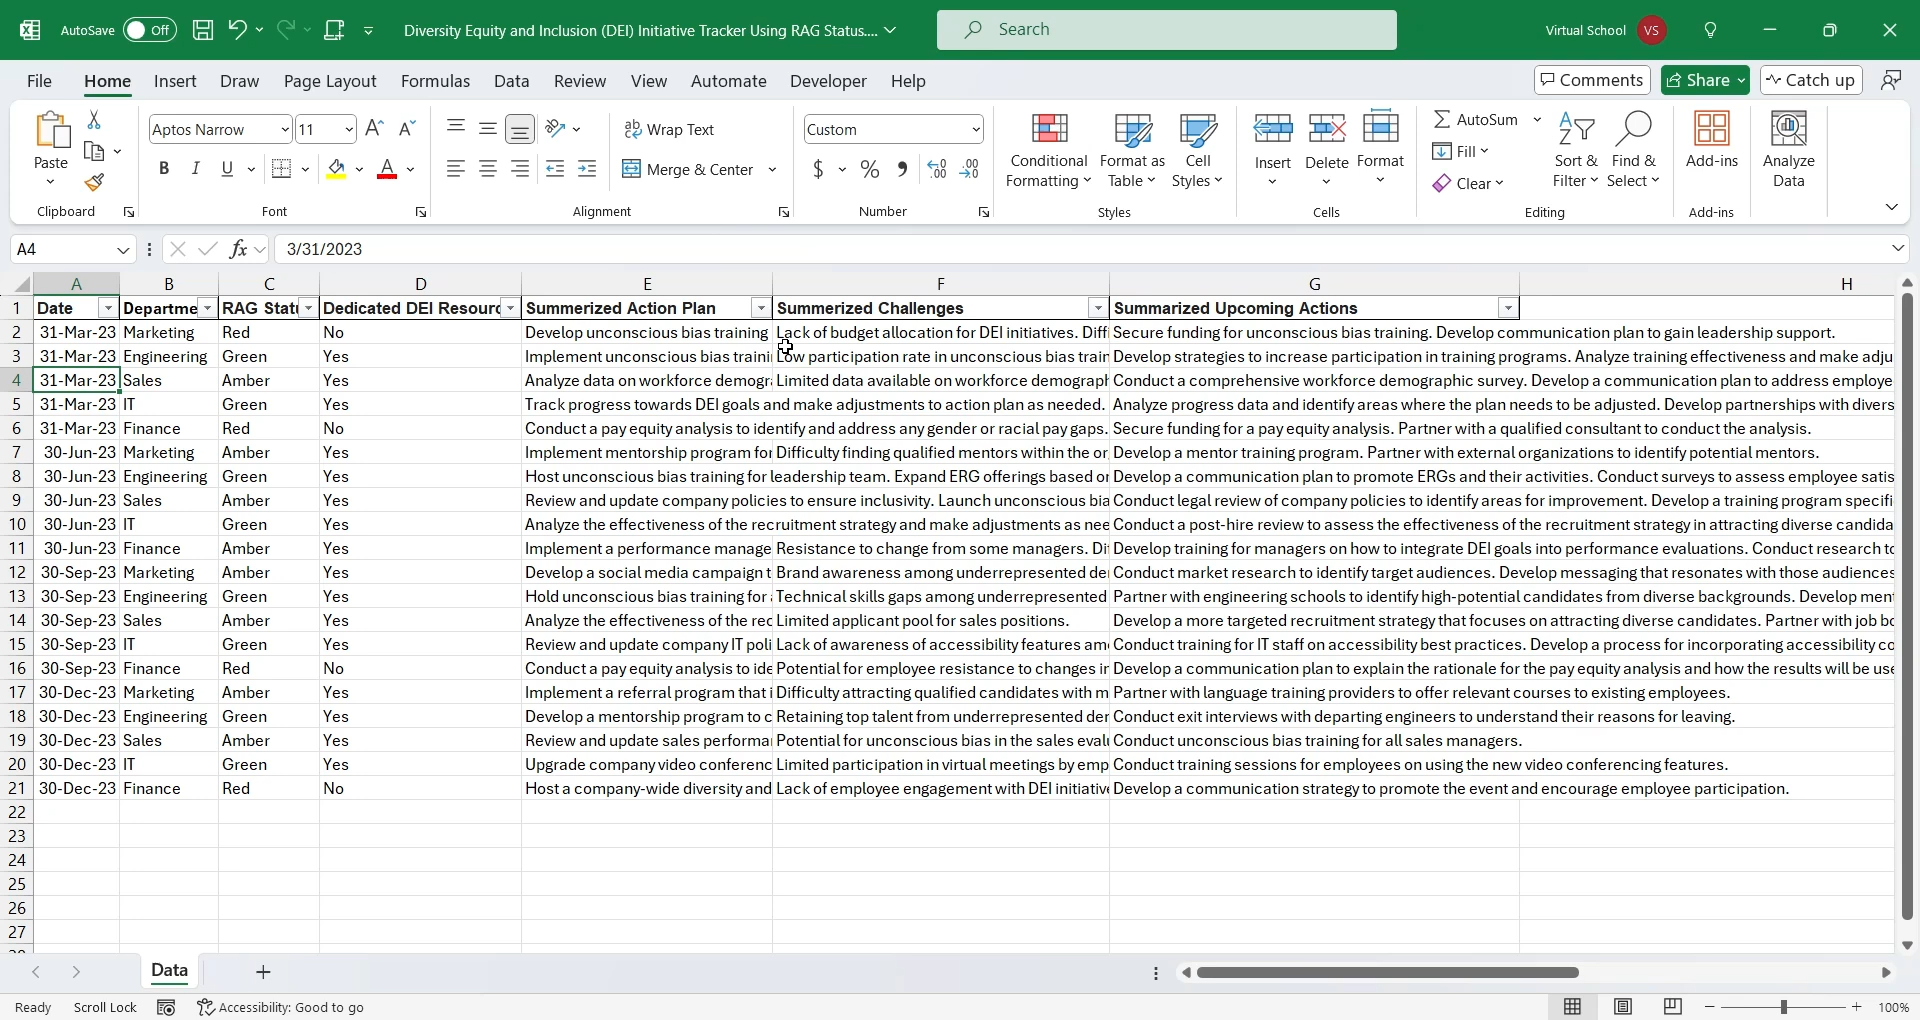 AutoSave Off Diversity Equity and Inclusion (DEI) Initiative Tracker Using RAG Status.... Search Virtual School VS
File Home Insert Draw Page Layout Formulas Data Review View Automate Developer Help Comments Share Catch up
Paste Aptos Narrow 11 Wrap Text Merge & Center Custom Conditional Formatting Format as Table Cell Styles Insert Delete Format AutoSum Fill Clear Sort & Filter Find & Select Add-ins Analyze Data
Clipboard Font Alignment Number Styles Cells Editing Add-ins
A4 fx 3/31/2023
A B C D E F G H
1 Date Departme RAG Statu Dedicated DEI Resourc Summerized Action Plan Summerized Challenges Summarized Upcoming Actions
2 31-Mar-23 Marketing Red No Develop unconscious bias training Lack of budget allocation for DEI initiatives. Diff Secure funding for unconscious bias training. Develop communication plan to gain leadership support.
3 31-Mar-23 Engineering Green Yes Implement unconscious bias traini Low participation rate in unconscious bias train Develop strategies to increase participation in training programs. Analyze training effectiveness and make adju
4 31-Mar-23 Sales Amber Yes Analyze data on workforce demogra Limited data available on workforce demograph Conduct a comprehensive workforce demographic survey. Develop a communication plan to address employe
5 31-Mar-23 IT Green Yes Track progress towards DEI goals and make adjustments to action plan as needed. Analyze progress data and identify areas where the plan needs to be adjusted. Develop partnerships with divers
6 31-Mar-23 Finance Red No Conduct a pay equity analysis to identify and address any gender or racial pay gaps. Secure funding for a pay equity analysis. Partner with a qualified consultant to conduct the analysis.
7 30-Jun-23 Marketing Amber Yes Implement mentorship program for Difficulty finding qualified mentors within the or Develop a mentor training program. Partner with external organizations to identify potential mentors.
8 30-Jun-23 Engineering Green Yes Host unconscious bias training for leadership team. Expand ERG offerings based or Develop a communication plan to promote ERGs and their activities. Conduct surveys to assess employee satis
9 30-Jun-23 Sales Amber Yes Review and update company policies to ensure inclusivity. Launch unconscious bia Conduct legal review of company policies to identify areas for improvement. Develop a training program specifi
10 30-Jun-23 IT Green Yes Analyze the effectiveness of the recruitment strategy and make adjustments as nee Conduct a post-hire review to assess the effectiveness of the recruitment strategy in attracting diverse candida
11 30-Jun-23 Finance Amber Yes Implement a performance manage Resistance to change from some managers. Di Develop training for managers on how to integrate DEI goals into performance evaluations. Conduct research to
12 30-Sep-23 Marketing Amber Yes Develop a social media campaign t Brand awareness among underrepresented de Conduct market research to identify target audiences. Develop messaging that resonates with those audiences
13 30-Sep-23 Engineering Green Yes Hold unconscious bias training for Technical skills gaps among underrepresented Partner with engineering schools to identify high-potential candidates from diverse backgrounds. Develop men
14 30-Sep-23 Sales Amber Yes Analyze the effectiveness of the rec Limited applicant pool for sales positions. Develop a more targeted recruitment strategy that focuses on attracting diverse candidates. Partner with job bo
15 30-Sep-23 IT Green Yes Review and update company IT poli Lack of awareness of accessibility features am Conduct training for IT staff on accessibility best practices. Develop a process for incorporating accessibility co
16 30-Sep-23 Finance Red No Conduct a pay equity analysis to ide Potential for employee resistance to changes ir Develop a communication plan to explain the rationale for the pay equity analysis and how the results will be use
17 30-Dec-23 Marketing Amber Yes Implement a referral program that i Difficulty attracting qualified candidates with m Partner with language training providers to offer relevant courses to existing employees.
18 30-Dec-23 Engineering Green Yes Develop a mentorship program to c Retaining top talent from underrepresented der Conduct exit interviews with departing engineers to understand their reasons for leaving.
19 30-Dec-23 Sales Amber Yes Review and update sales performa Potential for unconscious bias in the sales evalu Conduct unconscious bias training for all sales managers.
20 30-Dec-23 IT Green Yes Upgrade company video conferenc Limited participation in virtual meetings by emp Conduct training sessions for employees on using the new video conferencing features.
21 30-Dec-23 Finance Red No Host a company-wide diversity and Lack of employee engagement with DEI initiativ Develop a communication strategy to promote the event and encourage employee participation.
22
23
24
25
26
27
Data
Ready Scroll Lock Accessibility: Good to go 100%